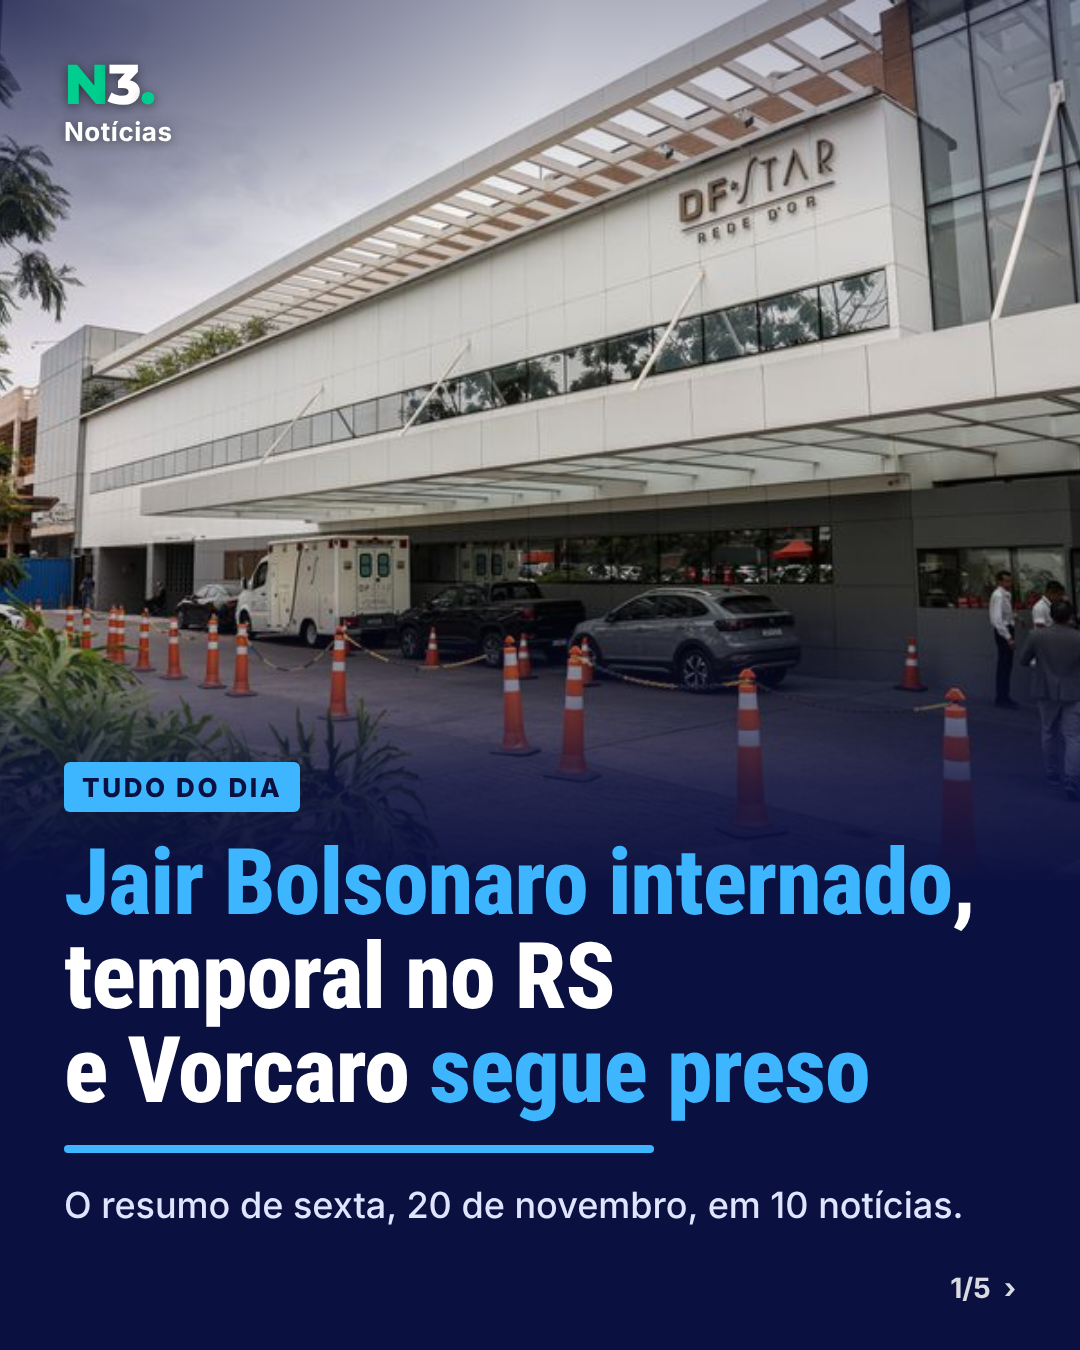 N3.
Notícias
DF STAR
REDE D'OR
TUDO DO DIA
Jair Bolsonaro internado,
temporal no RS
e Vorcaro segue preso
O resumo de sexta, 20 de novembro, em 10 notícias.
1/5 ›